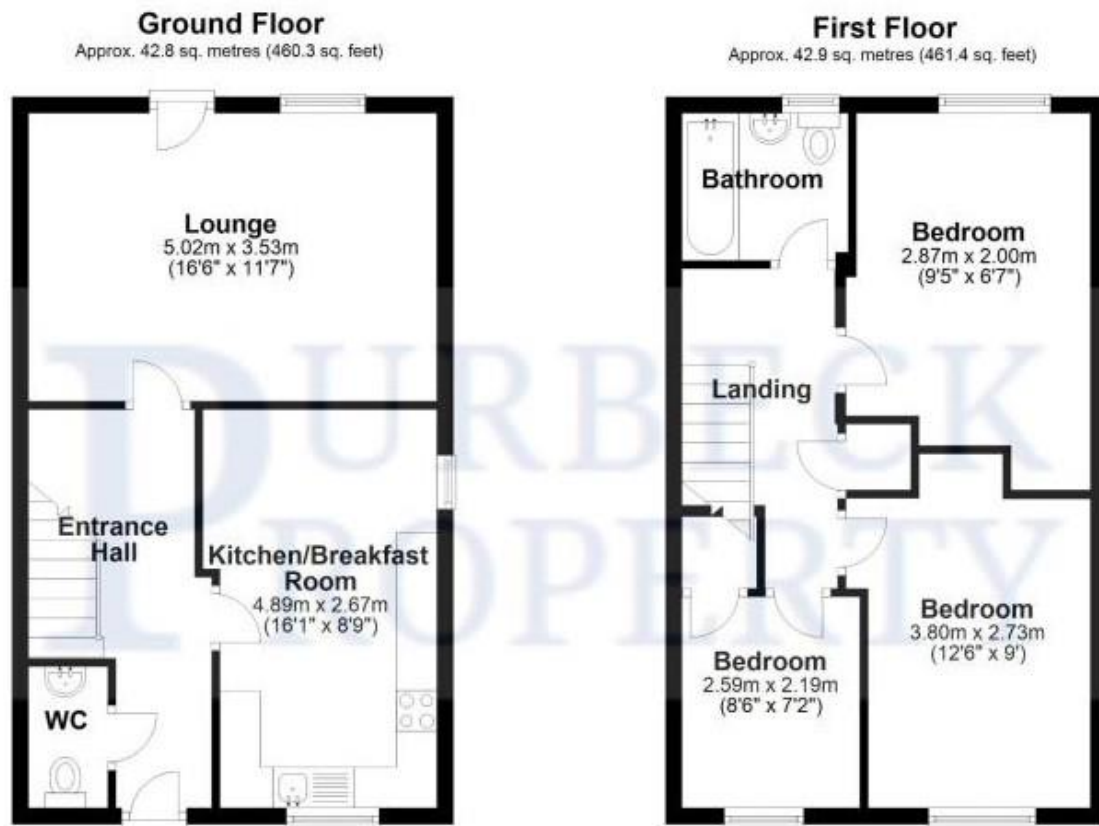 Ground Floor
Approx. 42.8 sq. metres (460.3 sq. feet)
Lounge
5.02m x 3.53m
(16'6" x 11'7")
Entrance
Hall
Kitchen/Breakfast
Room
4.89m x 2.67m
(16'1" x 8'9")
WC
First Floor
Approx. 42.9 sq. metres (461.4 sq. feet)
Bathroom
Bedroom
2.87m x 2.00m
(9'5" x 6'7")
Landing
Bedroom
3.80m x 2.73m
(12'6" x 9')
Bedroom
2.59m x 2.19m
(8'6" x 7'2")
PURBECK
PROPERTY